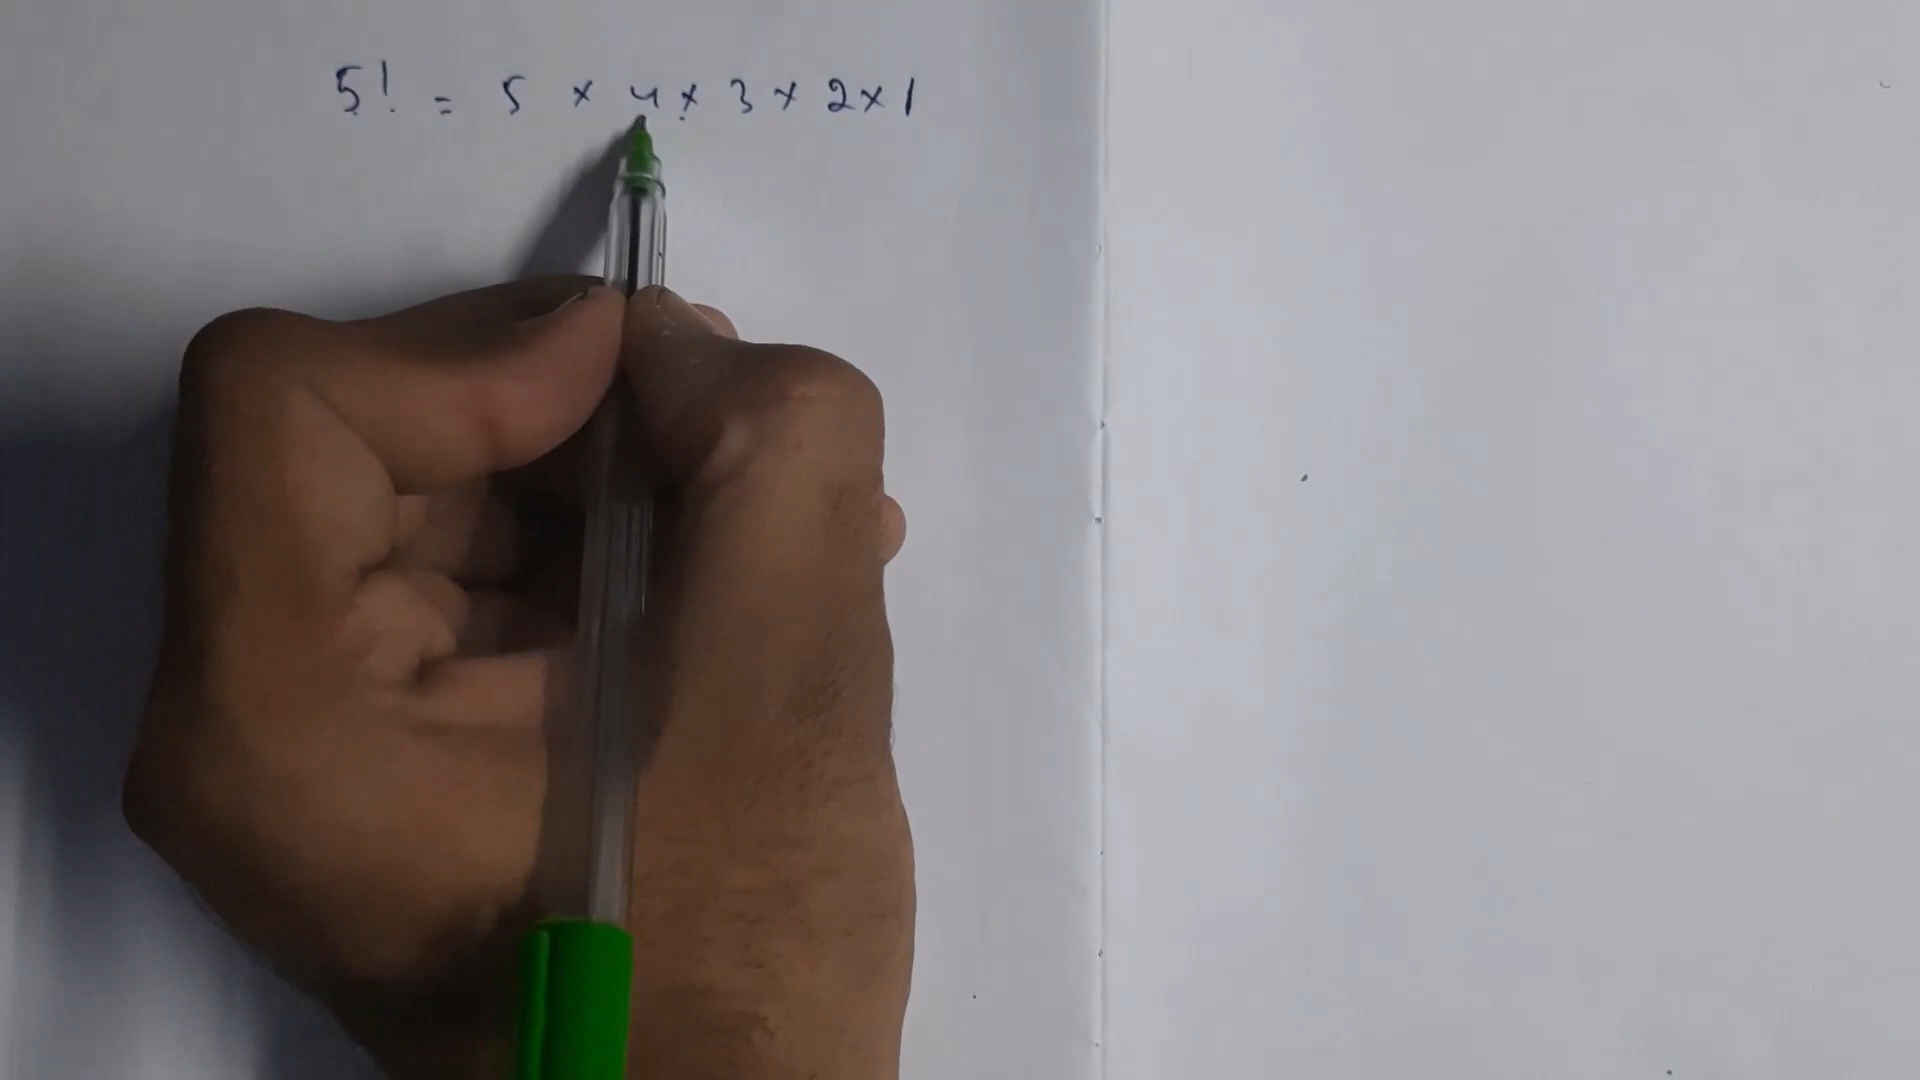 5! = 5 × 4 × 3 × 2 × 1